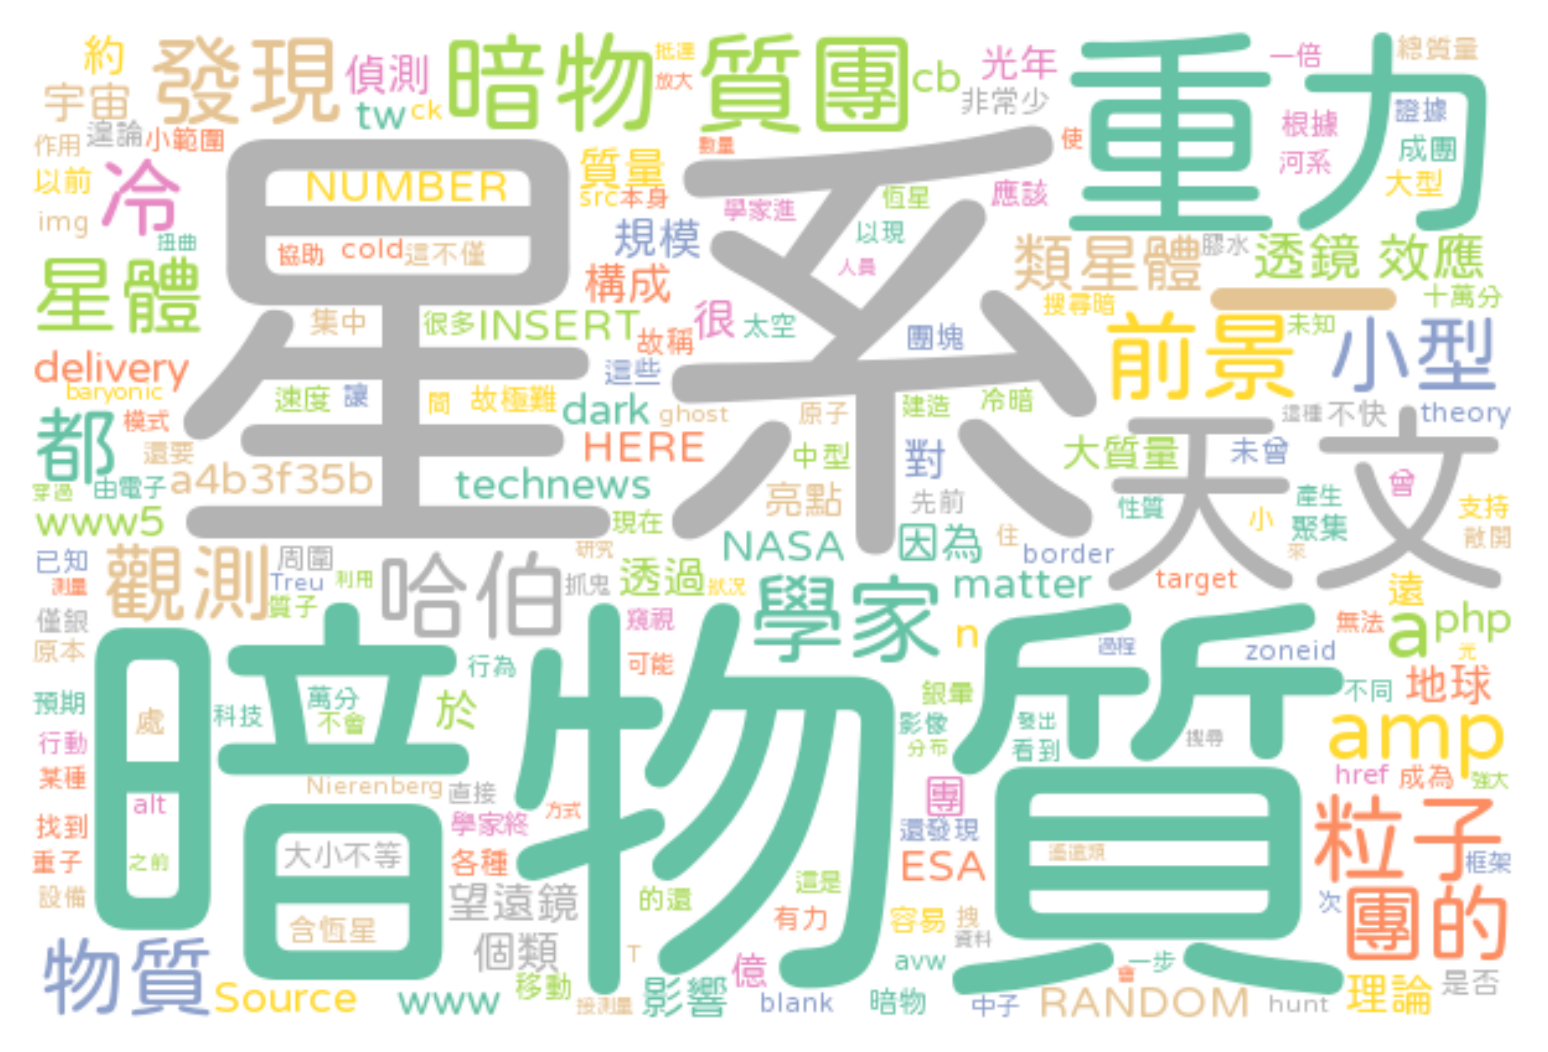 約 發現 偵測 暗物 質團 抵達 cb 光年 重力 一倍 總質量
宇宙 tw ck 放大 非常少 證據
作用 遑論 小範圍 數量 使 根據 成團
以前 冷 NUMBER 質量 src 本身 恆星 應該 河系 大型
img 學家進
扭曲 協助 cold 這不僅 規模 以現 類星體 膠水 透鏡 效應
星體 星系 構成 人員 一 十萬分
集中 很多 INSERT 很 太空 團塊 搜尋暗 前景 未知 小型
delivery 故稱 這些
baryonic 速度 讓 間 故極難 dark ghost 原子 建造 冷暗 這種 不快 theory
都 模式 HERE 中型 對 大質量 天文 未曾
還要 由電子 a4b3f35b technews 亮點 先前 性質 產生 曾 支持
穿過 www5 現在 NASA 因為 住 小 聚集 散開
已知 觀測 周圍 研究 border 來
測量 Treu 利用 哈伯 抓鬼 透過 狀況 學家 matter target 遠
僅銀 質子 窺視 n 過程 無法 a php
原本 行為 可能 zoneid 光
預期 處 科技 萬分 不會 於 暗物質 銀暈 影像 發出 不同 地球
行動 分布 看到 搜尋 amp
某種 Nierenberg 直接 團 href 成為 強大
alt 方式
找到 學家終 還發現 粒子
重子 之前 大小不等 各種 ESA 遙遠類 框架
設備 望遠鏡 的還 這是 容易 拽 次 團的
含恆星 個類 有力 資料
物質 T 億 avw 會 一步 是否
Source www 移動 接測量 影響 blank 暗物 中子 RANDOM hunt 理論